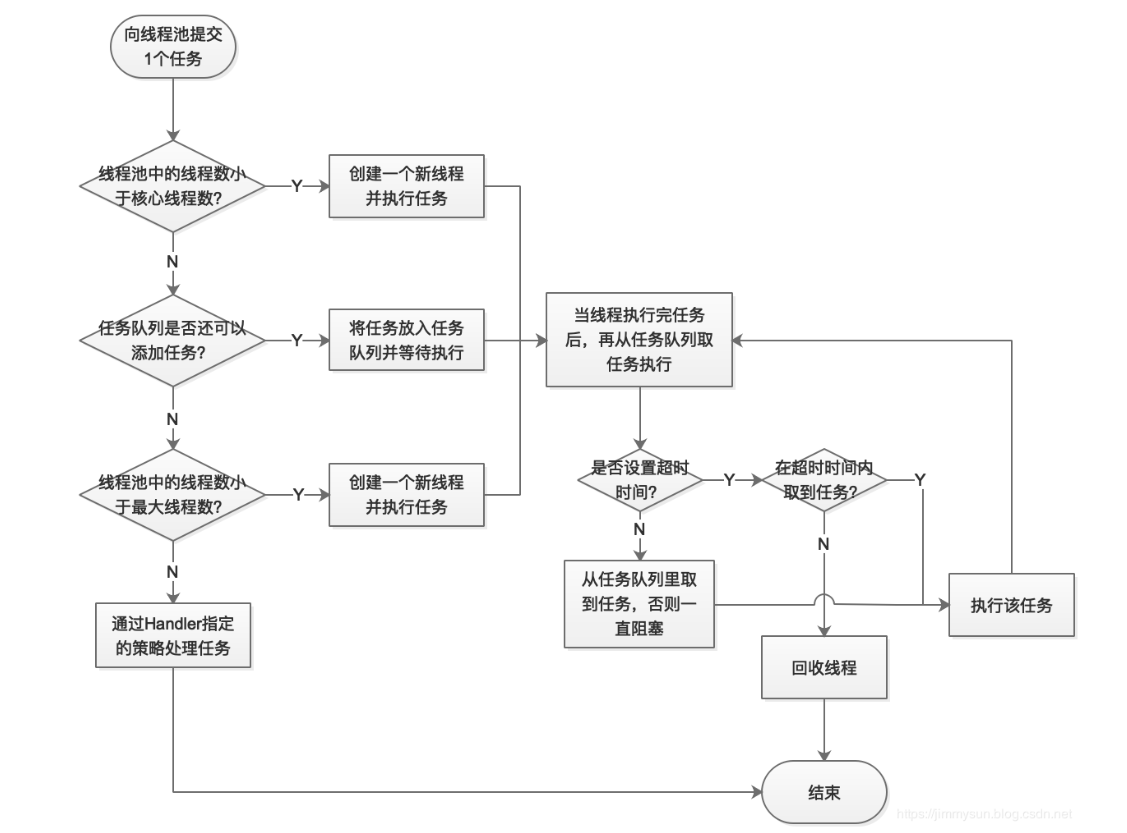 向线程池提交
1个任务
线程池中的线程数小
于核心线程数?
Y
创建一个新线程
并执行任务
N
任务队列是否还可以
添加任务?
Y
将任务放入任务
队列并等待执行
当线程执行完任务
后，再从任务队列取
任务执行
N
线程池中的线程数小
于最大线程数?
Y
创建一个新线程
并执行任务
是否设置超时
时间?
Y
在超时时间内
取到任务?
Y
N
N
N
从任务队列里取
到任务，否则一
直阻塞
执行该任务
通过Handler指定
的策略处理任务
回收线程
结束
https://jimmysun.blog.csdn.net